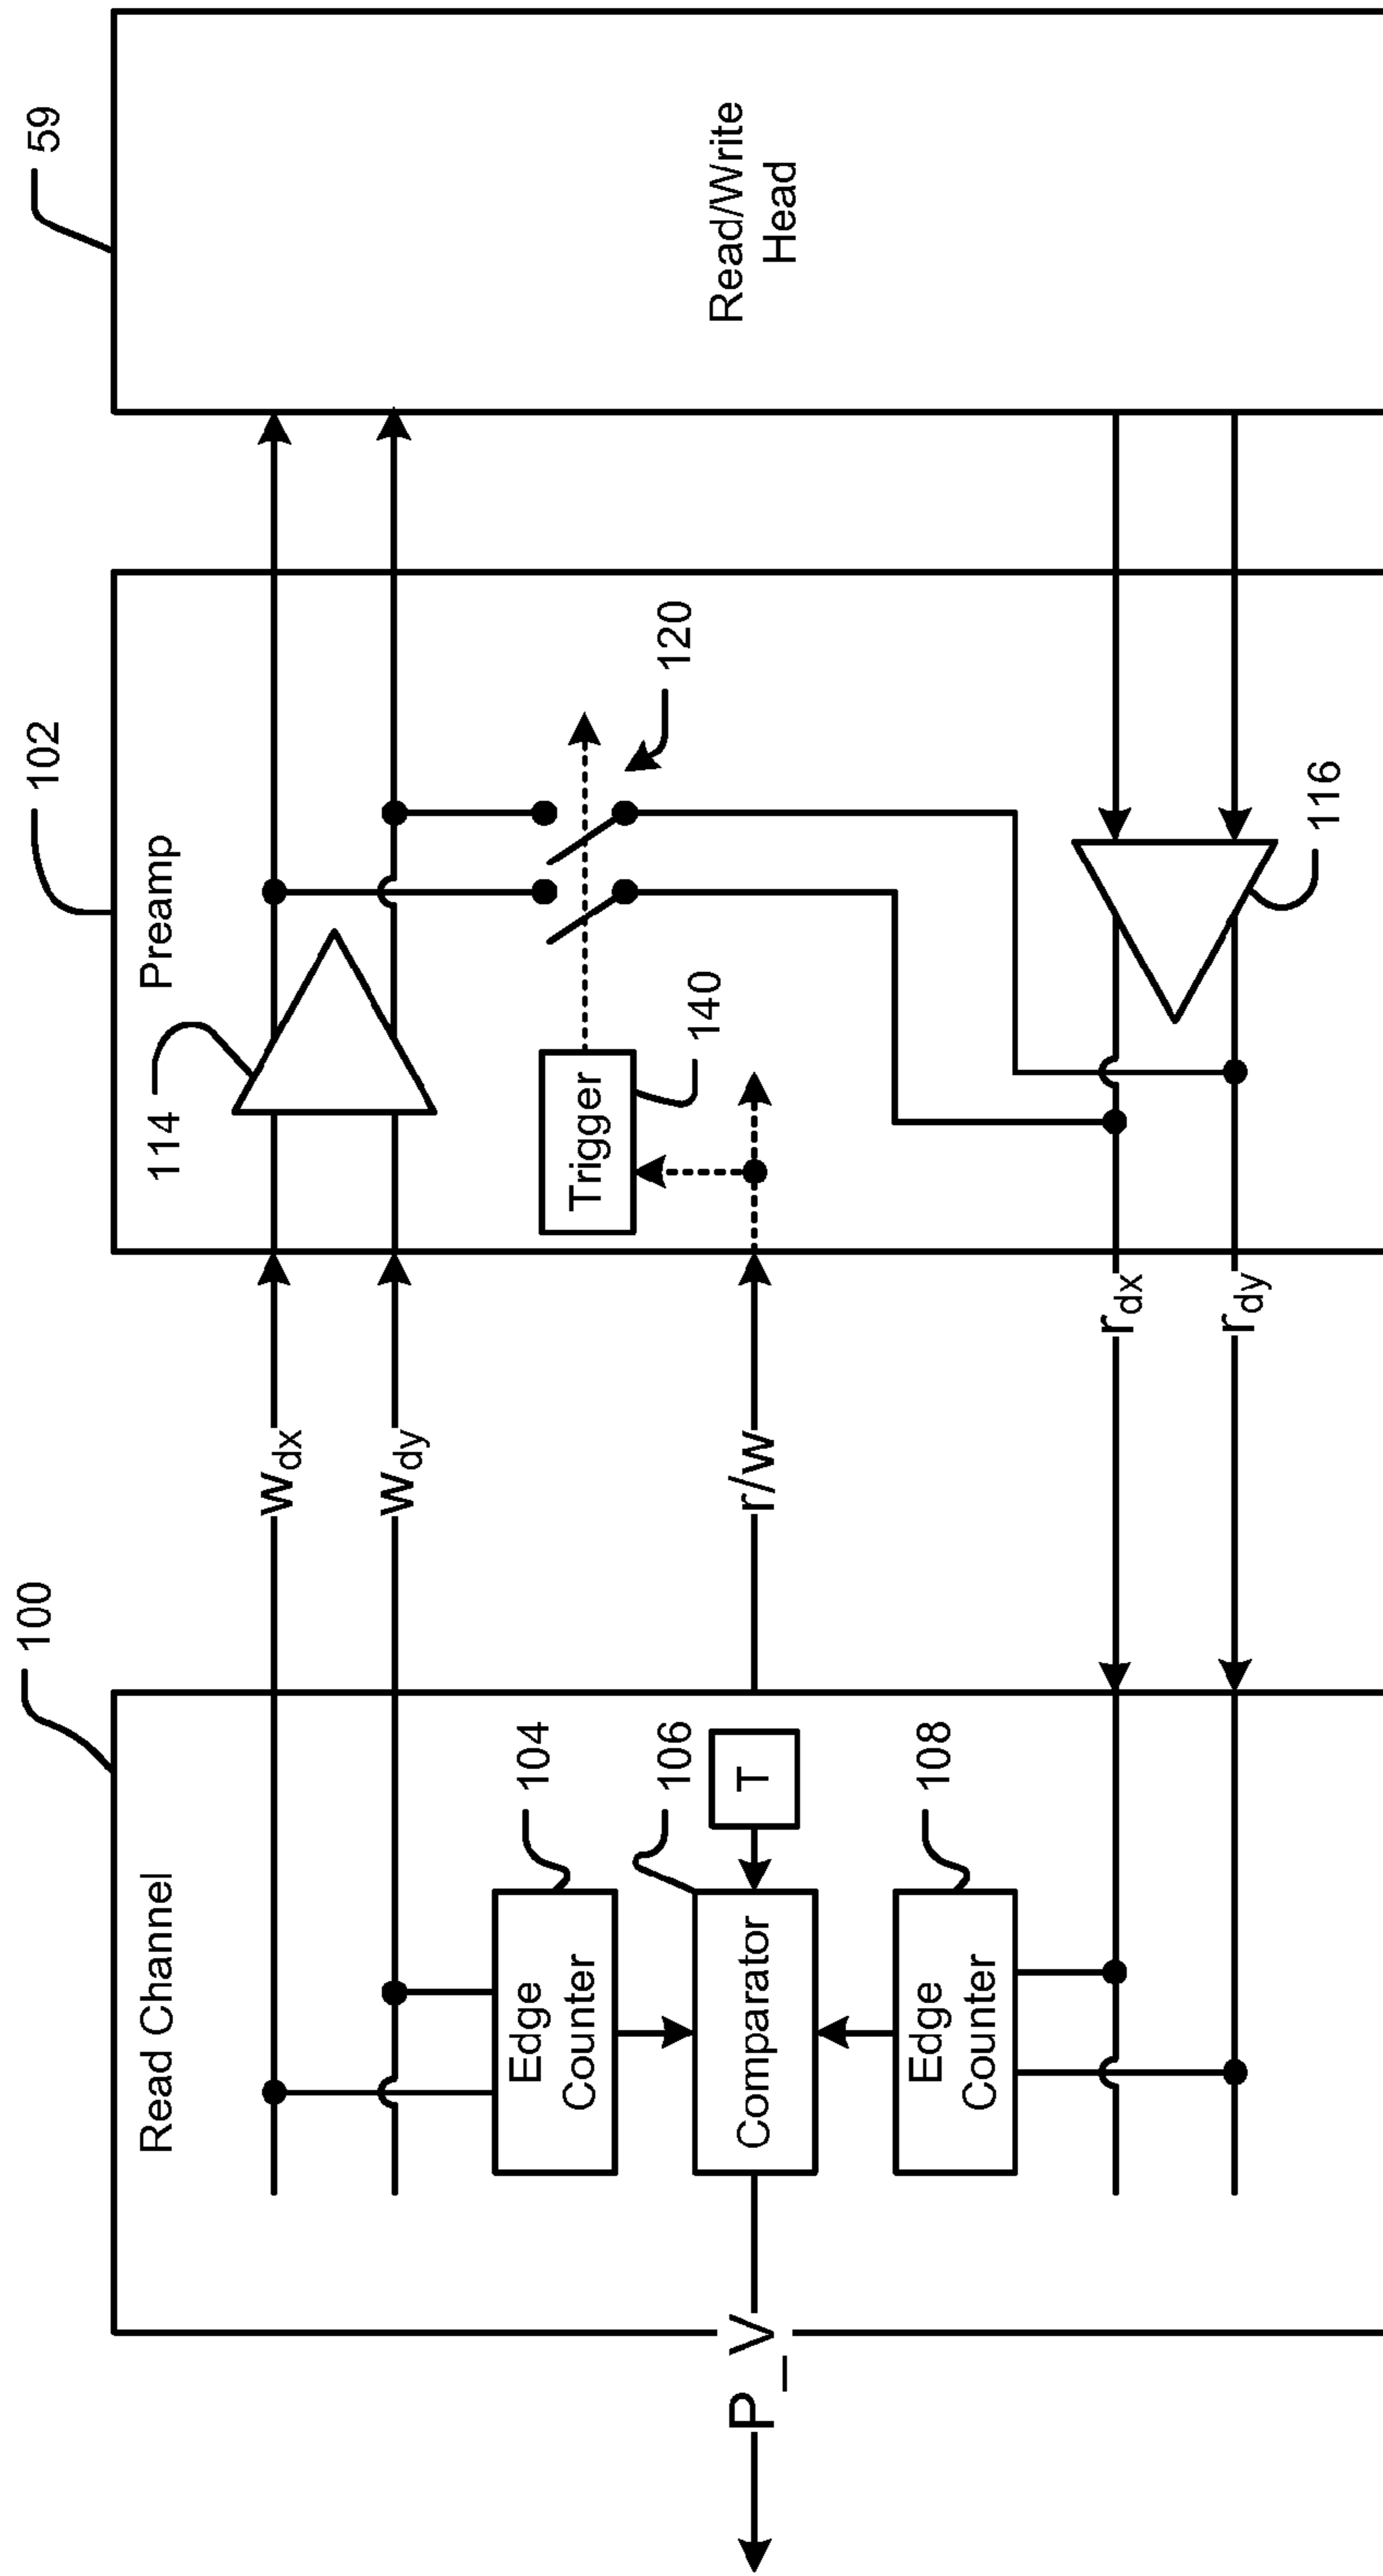 100
102
59
Read Channel
Preamp
114
w_dx
w_dy
104
Edge
Counter
Trigger
140
120
106
T
Comparator
P_V
r/w
Read/Write
Head
108
Edge
Counter
r_dx
r_dy
116